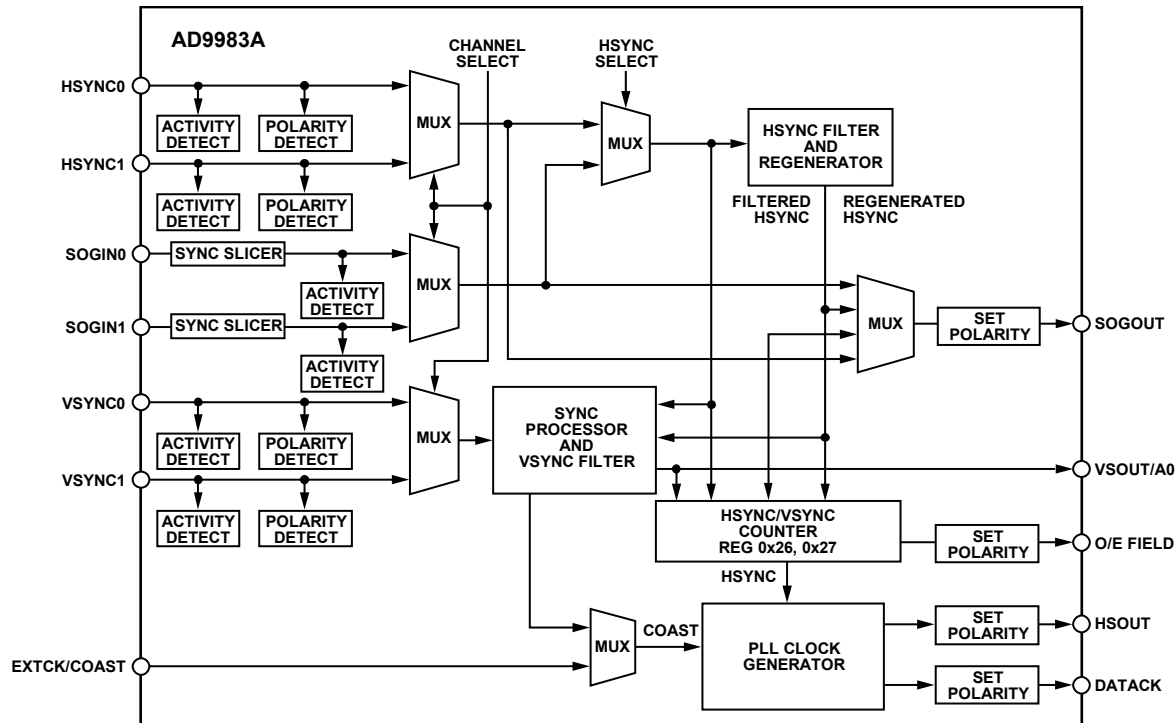 AD9983A
CHANNEL
SELECT
HSYNC
SELECT
HSYNC0
ACTIVITY
DETECT
POLARITY
DETECT
MUX
MUX
HSYNC FILTER
AND
REGENERATOR
HSYNC1
ACTIVITY
DETECT
POLARITY
DETECT
FILTERED
HSYNC
REGENERATED
HSYNC
SOGIN0
SYNC SLICER
ACTIVITY
DETECT
MUX
SOGIN1
SYNC SLICER
ACTIVITY
DETECT
MUX
SET
POLARITY
SOGOUT
VSYNC0
ACTIVITY
DETECT
POLARITY
DETECT
MUX
SYNC
PROCESSOR
AND
VSYNC FILTER
VSYNC1
ACTIVITY
DETECT
POLARITY
DETECT
VSOUT/A0
HSYNC/VSYNC
COUNTER
REG 0x26, 0x27
SET
POLARITY
O/E FIELD
HSYNC
EXTCK/COAST
MUX
COAST
PLL CLOCK
GENERATOR
SET
POLARITY
HSOUT
SET
POLARITY
DATACK